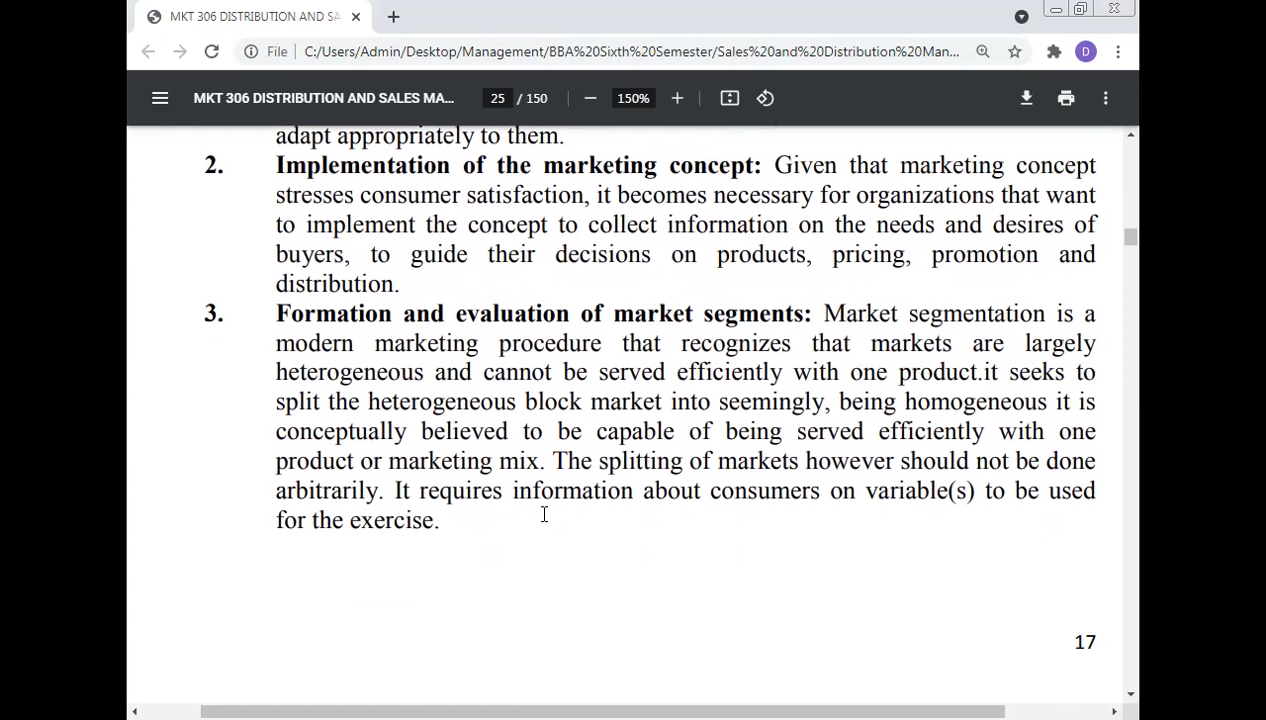 MKT 306 DISTRIBUTION AND SA
File C:/Users/Admin/Desktop/Management/BBA%20Sixth%20Semester/Sales%20and%20Distribution%20Man... D
MKT 306 DISTRIBUTION AND SALES MA... 25 / 150 150%
adapt appropriately to them.
2. Implementation of the marketing concept: Given that marketing concept
stresses consumer satisfaction, it becomes necessary for organizations that want
to implement the concept to collect information on the needs and desires of
buyers, to guide their decisions on products, pricing, promotion and
distribution.
3. Formation and evaluation of market segments: Market segmentation is a
modern marketing procedure that recognizes that markets are largely
heterogeneous and cannot be served efficiently with one product.it seeks to
split the heterogeneous block market into seemingly, being homogeneous it is
conceptually believed to be capable of being served efficiently with one
product or marketing mix. The splitting of markets however should not be done
arbitrarily. It requires information about consumers on variable(s) to be used
for the exercise.
17